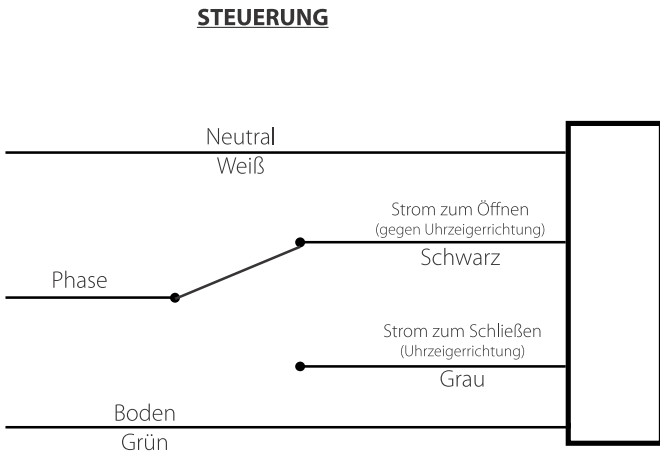 STEUERUNG
Neutral
Weiß
Strom zum Öffnen
(gegen Uhrzeigerrichtung)
Schwarz
Phase
Strom zum Schließen
(Uhrzeigerrichtung)
Grau
Boden
Grün